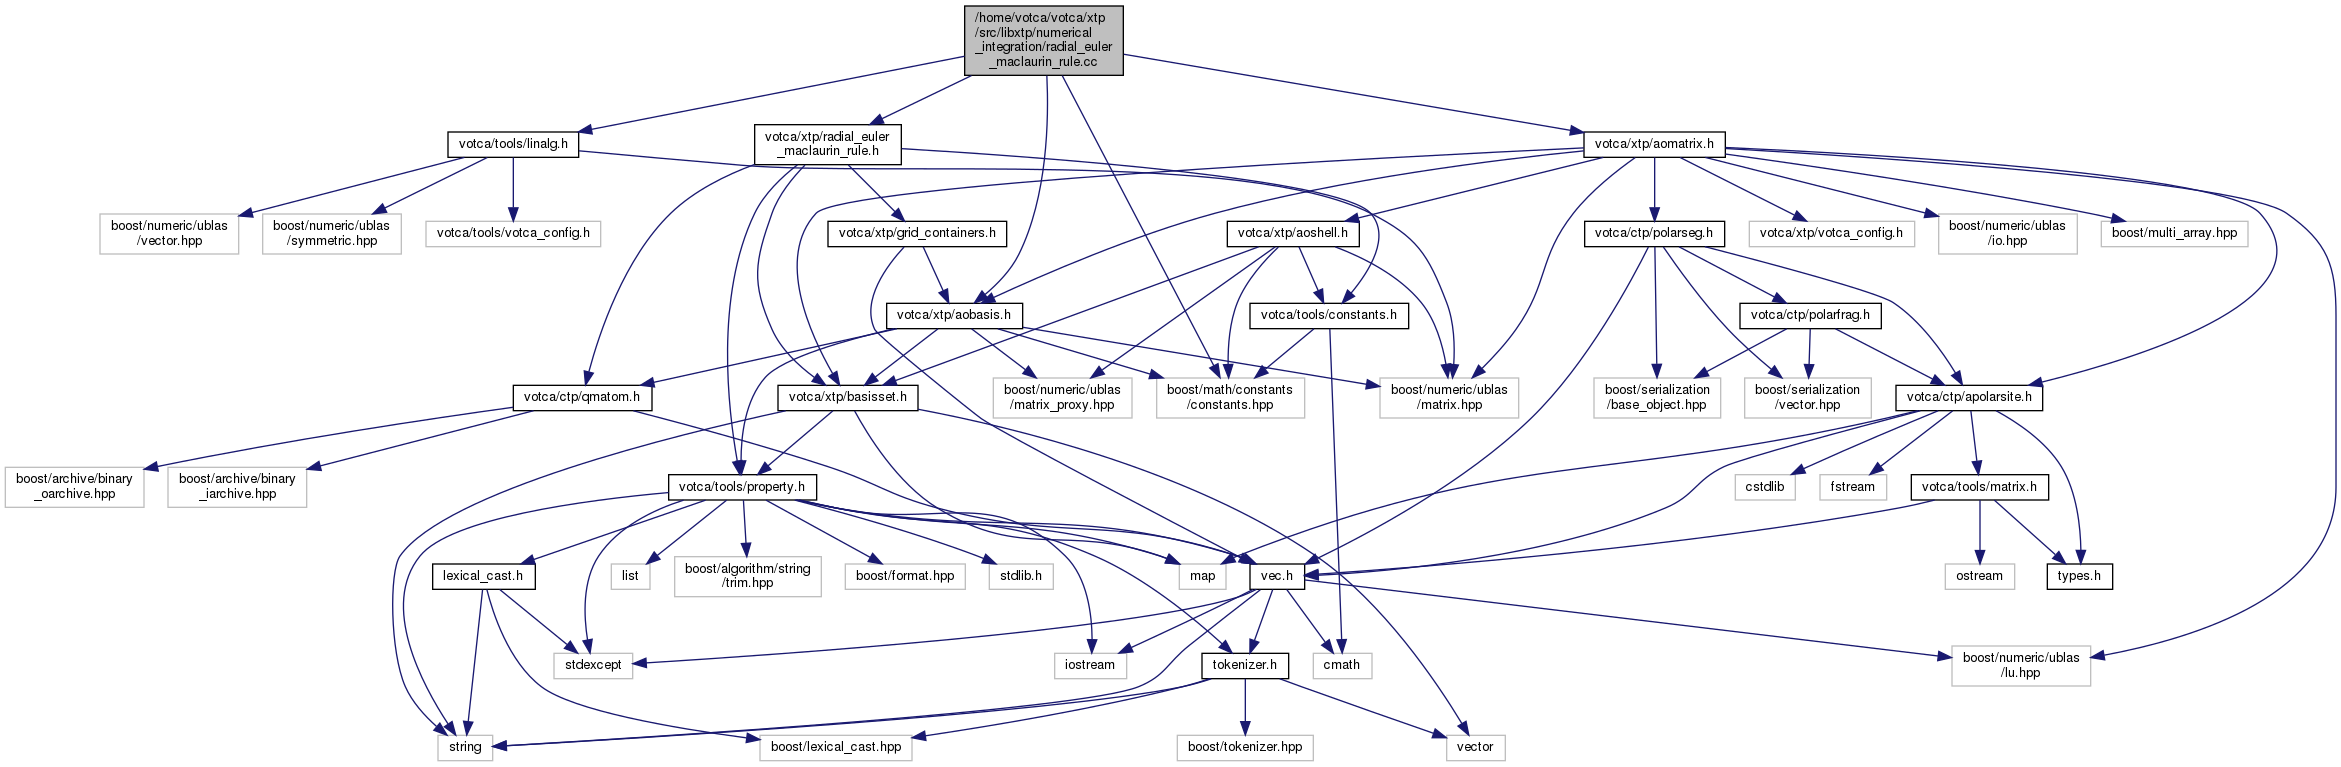 /home/votca/votca/xtp
/src/libxtp/numerical
_integration/radial_euler
_maclaurin_rule.cc
votca/tools/linalg.h
votca/xtp/radial_euler
_maclaurin_rule.h
votca/xtp/aomatrix.h
boost/numeric/ublas
/vector.hpp
boost/numeric/ublas
/symmetric.hpp
votca/tools/votca_config.h
votca/xtp/grid_containers.h
votca/xtp/aoshell.h
votca/ctp/polarseg.h
votca/xtp/votca_config.h
boost/numeric/ublas
/io.hpp
boost/multi_array.hpp
votca/xtp/aobasis.h
votca/tools/constants.h
votca/ctp/polarfrag.h
votca/ctp/qmatom.h
votca/xtp/basisset.h
boost/numeric/ublas
/matrix_proxy.hpp
boost/math/constants
/constants.hpp
boost/numeric/ublas
/matrix.hpp
boost/serialization
/base_object.hpp
boost/serialization
/vector.hpp
votca/ctp/apolarsite.h
boost/archive/binary
_oarchive.hpp
boost/archive/binary
_iarchive.hpp
votca/tools/property.h
cstdlib
fstream
votca/tools/matrix.h
lexical_cast.h
list
boost/algorithm/string
/trim.hpp
boost/format.hpp
stdlib.h
map
vec.h
ostream
types.h
stdexcept
iostream
tokenizer.h
cmath
boost/numeric/ublas
/lu.hpp
string
boost/lexical_cast.hpp
boost/tokenizer.hpp
vector